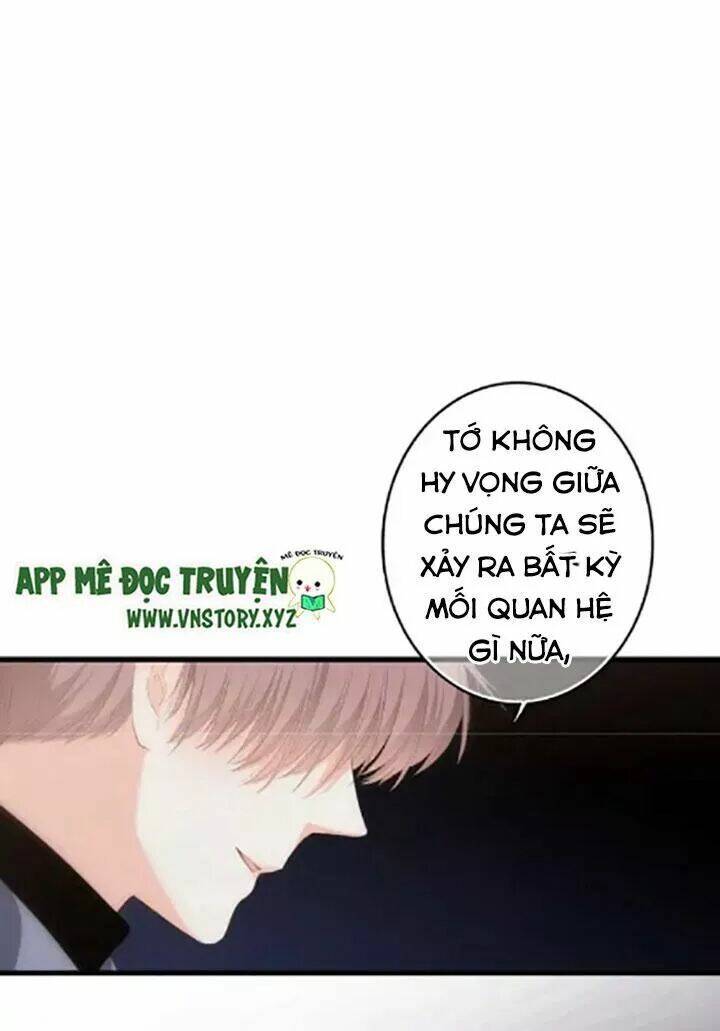 TỚ KHÔNG
HY VỌNG GIỮA
CHÚNG TA SẼ
XẢY RA BẤT KỲ
MỐI QUAN HỆ
GÌ NỮA,
MÊ ĐỌC TRUYỆN
APP MÊ ĐỌC TRUYỆN
WWW.VNSTORY.XYZ